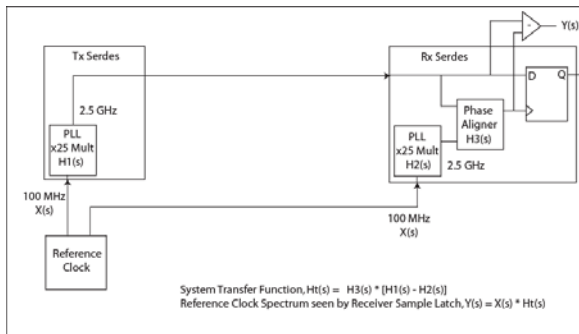 Y(s)
-
Tx Serdes
Rx Serdes
2.5 GHz
PLL
x25 Mult
H1(s)
D
Q
Phase
Aligner
H3(s)
PLL
x25 Mult
H2(s)
2.5 GHz
100 MHz
X(s)
100 MHz
X(s)
Reference
Clock
System Transfer Function, Ht(s) = H3(s) * [H1(s) - H2(s)]
Reference Clock Spectrum seen by Receiver Sample Latch, Y(s) = X(s) * Ht(s)